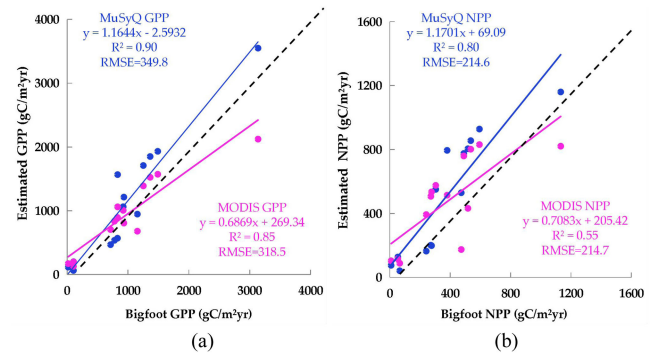 MuSyQ GPP
y = 1.1644x - 2.5932
R² = 0.90
RMSE=349.8
MODIS GPP
y = 0.6869x + 269.34
R² = 0.85
RMSE=318.5
Estimated GPP (gC/m²yr)
4000
3000
2000
1000
0
0 1000 2000 3000 4000
Bigfoot GPP (gC/m²yr)
(a)
MuSyQ NPP
y = 1.1701x + 69.09
R² = 0.80
RMSE=214.6
MODIS NPP
y = 0.7083x + 205.42
R² = 0.55
RMSE=214.7
Estimated NPP (gC/m²yr)
1600
1200
800
400
0
0 400 800 1200 1600
Bigfoot NPP (gC/m²yr)
(b)